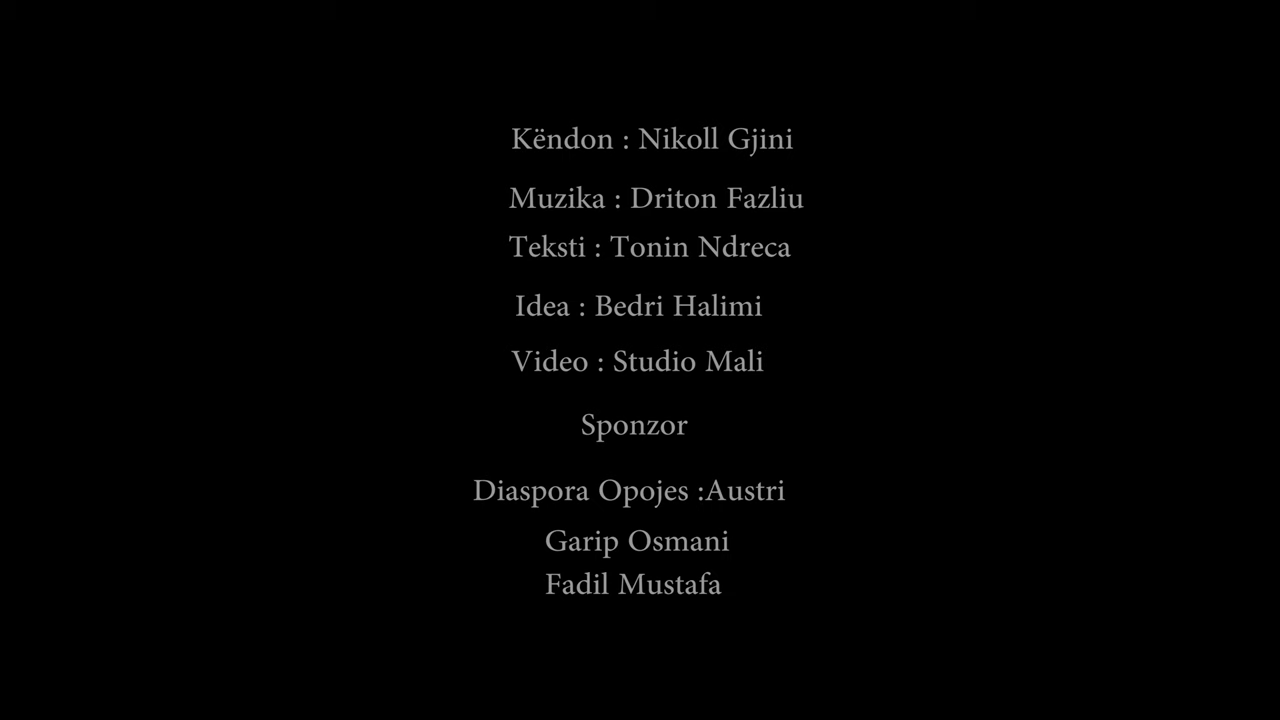 Këndon : Nikoll Gjini
Muzika : Driton Fazliu
Teksti : Tonin Ndreca
Idea : Bedri Halimi
Video : Studio Mali
Sponzor
Diaspora Opojes :Austri
Garip Osmani
Fadil Mustafa